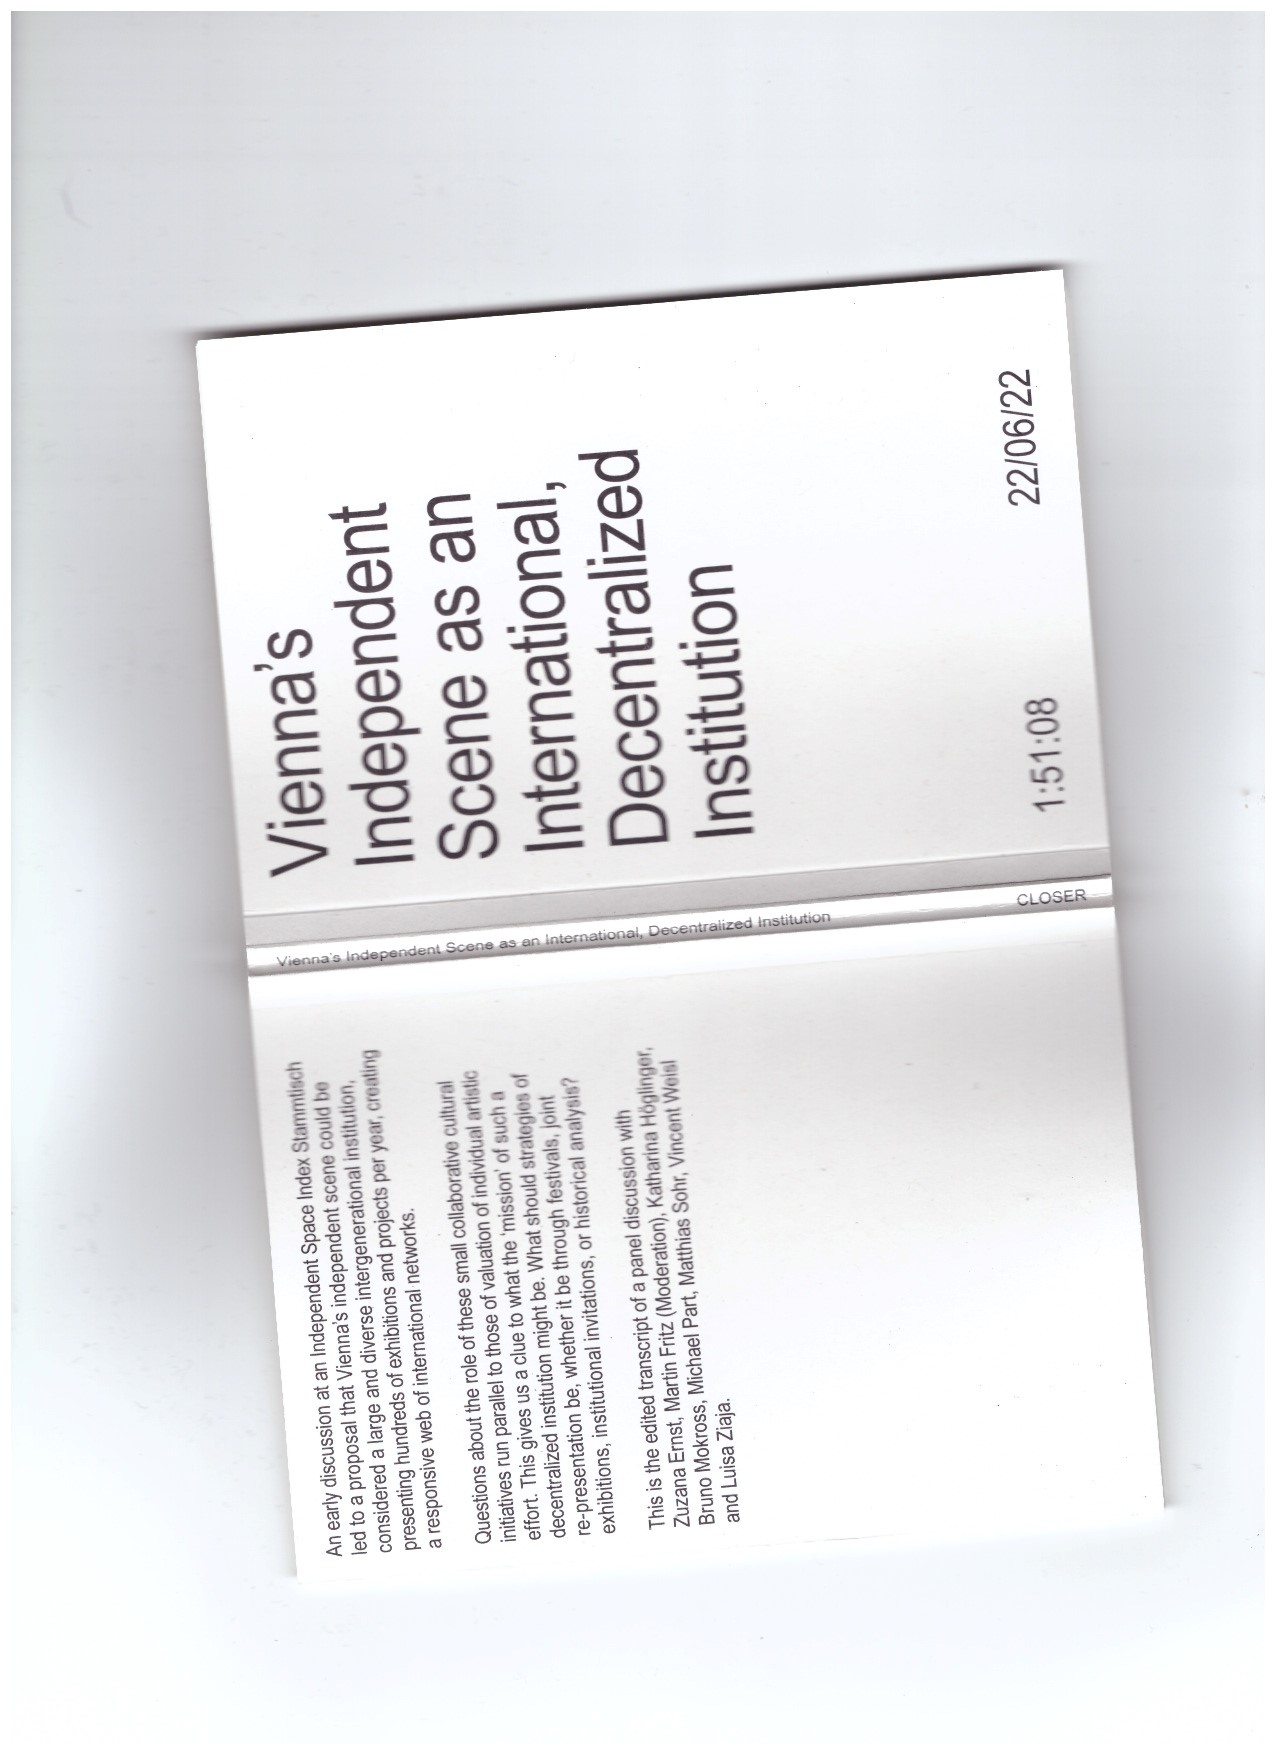 An early discussion at an Independent Space Index Stammtisch
led to a proposal that Vienna's independent scene could be
considered a large and diverse intergenerational institution,
presenting hundreds of exhibitions and projects per year, creating
a responsive web of international networks.
Questions about the role of these small collaborative cultural
initiatives run parallel to those of valuation of individual artistic
effort. This gives us a clue to what the ‘mission’ of such a
decentralized institution might be. What should strategies of
re-presentation be, whether it be through festivals, joint
exhibitions, institutional invitations, or historical analysis?
This is the edited transcript of a panel discussion with
Zuzana Ernst, Martin Fritz (Moderation), Katharina Höglinger,
Bruno Mokross, Michael Part, Matthias Sohr, Vincent Weisl
and Luisa Ziaja.
Vienna's Independent Scene as an International, Decentralized Institution
CLOSER
Vienna's
Independent
Scene as an
International,
Decentralized
Institution
1:51:08
22/06/22